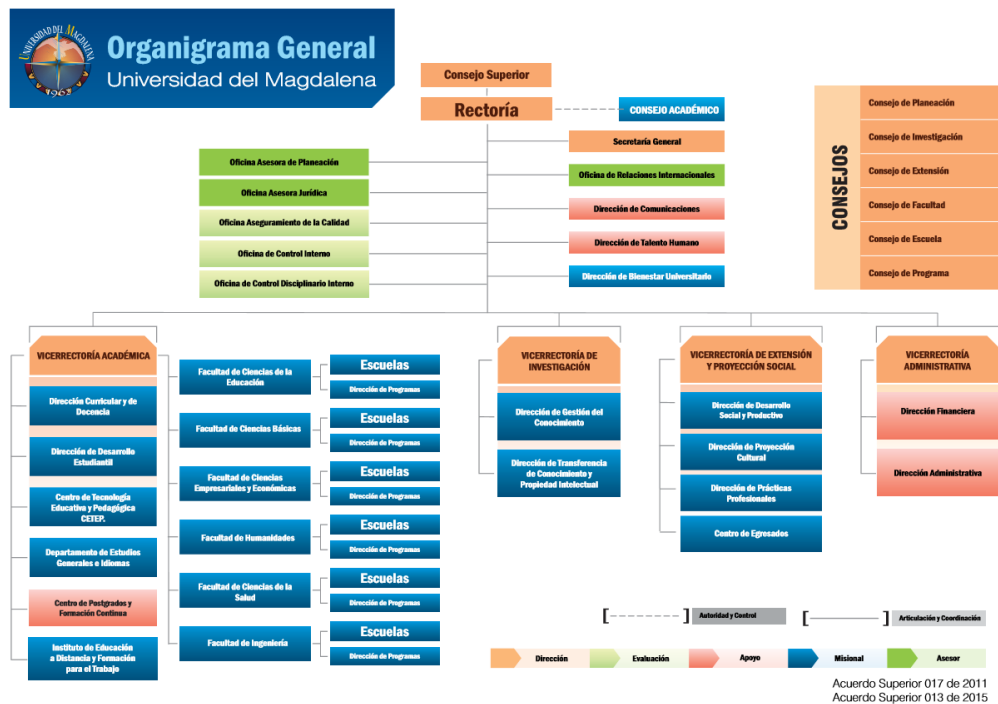 UNIVERSIDAD DEL MAGDALENA
1962
Organigrama General
Universidad del Magdalena
Consejo Superior
Rectoría
CONSEJO ACADÉMICO
Secretaría General
Oficina de Relaciones Internacionales
Dirección de Comunicaciones
Dirección de Talento Humano
Dirección de Bienestar Universitario
Oficina Asesora de Planeación
Oficina Asesora Jurídica
Oficina Aseguramiento de la Calidad
Oficina de Control Interno
Oficina de Control Disciplinario Interno
CONSEJOS
Consejo de Planeación
Consejo de Investigación
Consejo de Extensión
Consejo de Facultad
Consejo de Escuela
Consejo de Programa
VICERRECTORÍA ACADÉMICA
Dirección Curricular y de
Docencia
Dirección de Desarrollo
Estudiantil
Centro de Tecnología
Educativa y Pedagógica
CETEP.
Departamento de Estudios
Generales e Idiomas
Centro de Postgrados y
Formación Continua
Instituto de Educación
a Distancia y Formación
para el Trabajo
Facultad de Ciencias de la
Educación
Escuelas
Dirección de Programas
Facultad de Ciencias Básicas
Escuelas
Dirección de Programas
Facultad de Ciencias
Empresariales y Económicas
Escuelas
Dirección de Programas
Facultad de Humanidades
Escuelas
Dirección de Programas
Facultad de Ciencias de la
Salud
Escuelas
Dirección de Programas
Facultad de Ingeniería
Escuelas
Dirección de Programas
VICERRECTORÍA DE
INVESTIGACIÓN
Dirección de Gestión del
Conocimiento
Dirección de Transferencia
de Conocimiento y
Propiedad Intelectual
VICERRECTORÍA DE EXTENSIÓN
Y PROYECCIÓN SOCIAL
Dirección de Desarrollo
Social y Productivo
Dirección de Proyección
Cultural
Dirección de Prácticas
Profesionales
Centro de Egresados
VICERRECTORÍA
ADMINISTRATIVA
Dirección Financiera
Dirección Administrativa
Autoridad y Control
Articulación y Coordinación
Dirección
Evaluación
Apoyo
Misional
Asesor
Acuerdo Superior 017 de 2011
Acuerdo Superior 013 de 2015